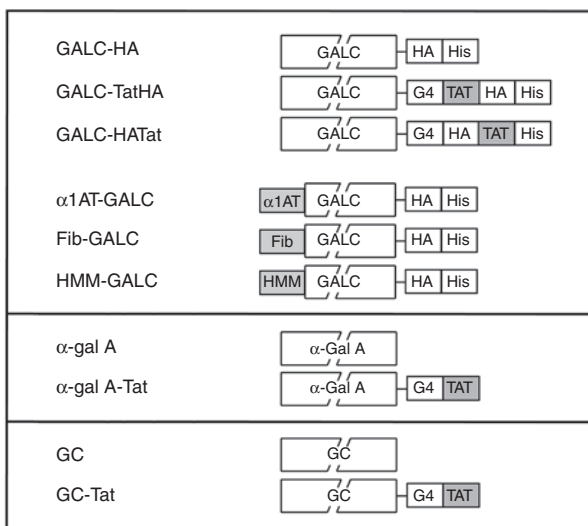 GALC-HA GALC HA His
GALC-TatHA GALC G4 TAT HA His
GALC-HATat GALC G4 HA TAT His
α1AT-GALC α1AT GALC HA His
Fib-GALC Fib GALC HA His
HMM-GALC HMM GALC HA His
α-gal A α-Gal A
α-gal A-Tat α-Gal A G4 TAT
GC GC
GC-Tat GC G4 TAT